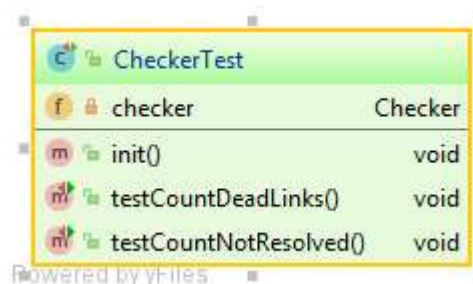 CheckerTest
checker Checker
init() void
testCountDeadLinks() void
testCountNotResolved() void
Powered by yFiles